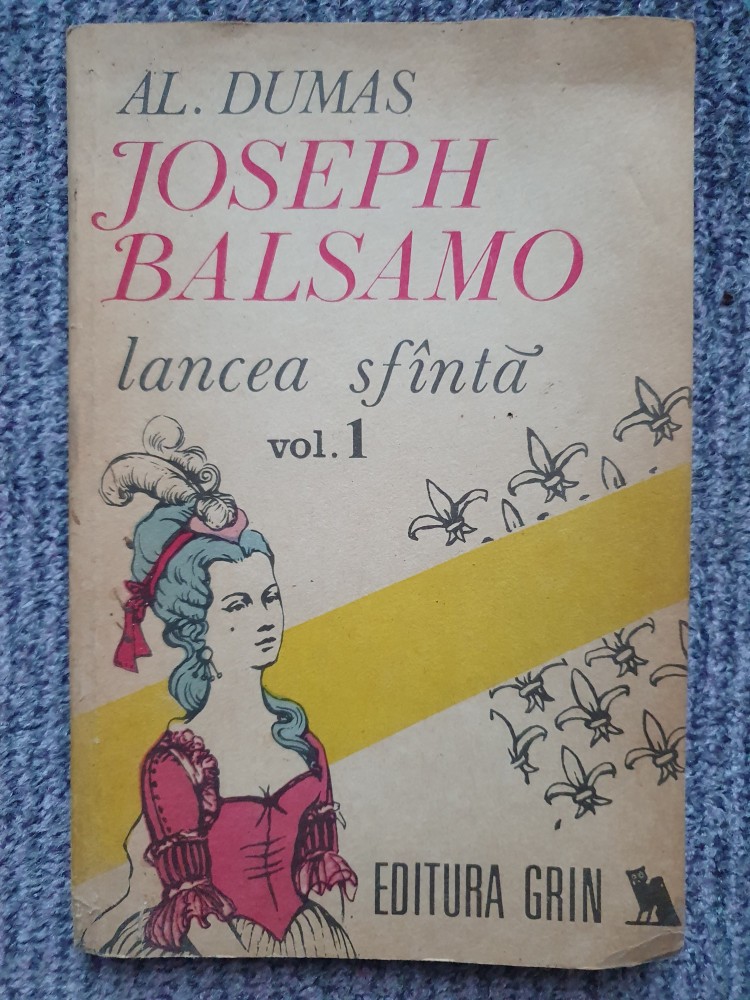 AL. DUMAS
JOSEPH
BALSAMO
lancea sfîntă
vol. 1
EDITURA GRIN